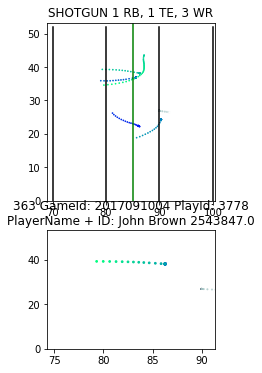 SHOTGUN 1 RB, 1 TE, 3 WR
50
40
30
20
10
0
70 80 90 100
363 GameId: 2017091004 PlayId: 3778
PlayerName + ID: John Brown 2543847.0
40
20
0
75 80 85 90